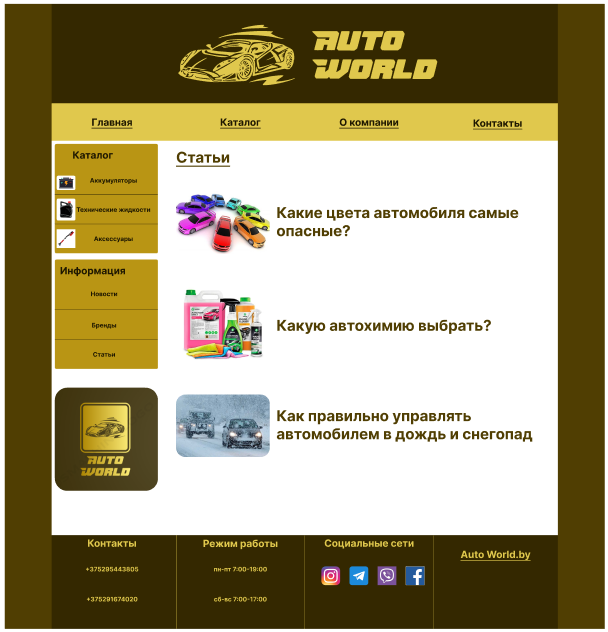 AUTO
WORLD
Главная
Каталог
О компании
Контакты
Каталог
Аккумуляторы
Технические жидкости
Аксессуары
Информация
Новости
Бренды
Статьи
AUTO
WORLD
Статьи
Какие цвета автомобиля самые
опасные?
Какую автохимию выбрать?
Как правильно управлять
автомобилем в дождь и снегопад
Контакты
+375295443805
+375291674020
Режим работы
пн-пт 7:00-19:00
сб-вс 7:00-17:00
Социальные сети
Auto World.by